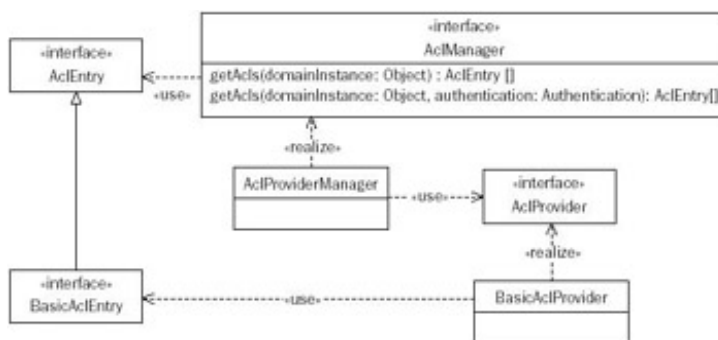 «interface»
AclManager
«interface»
AclEntry
getAcls(domainInstance: Object) : AclEntry []
getAcls(domainInstance: Object, authentication: Authentication): AclEntry[]
«use»
«realize»
AclProviderManager
«use»
«interface»
AclProvider
«realize»
«interface»
BasicAclEntry
«use»
BasicAclProvider